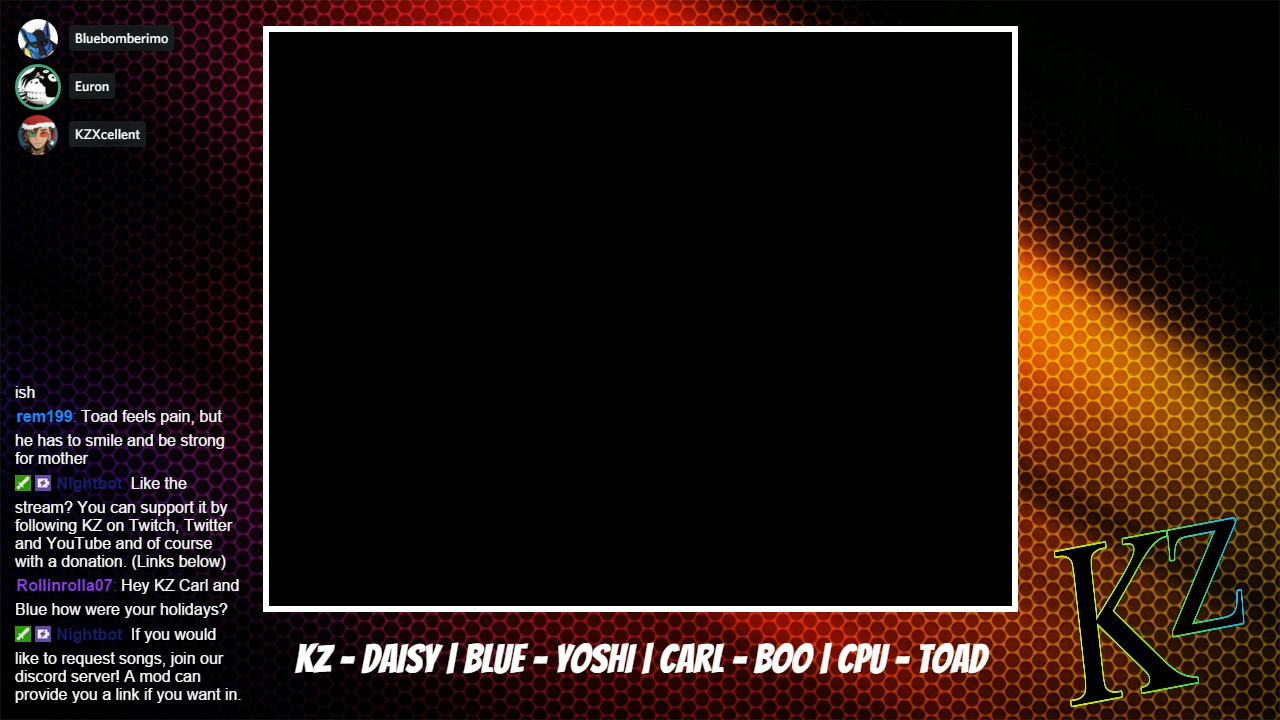 Bluebomberimo
Euron
KZXcellent
ish
rem199: Toad feels pain, but
he has to smile and be strong
for mother
Nightbot: Like the
stream? You can support it by
following KZ on Twitch, Twitter
and YouTube and of course
with a donation. (Links below)
Rollinrolla07: Hey KZ Carl and
Blue how were your holidays?
Nightbot: If you would
like to request songs, join our
discord server! A mod can
provide you a link if you want in.
KZ - DAISY | BLUE - YOSHI | CARL - BOO | CPU - TOAD
KZ